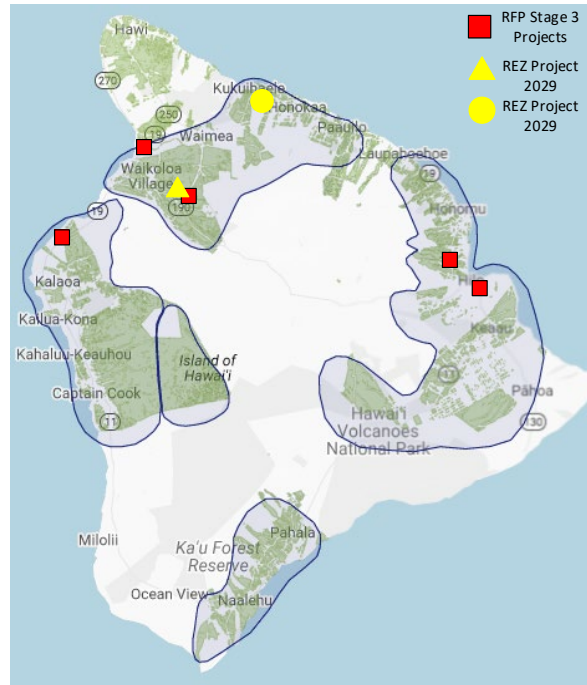 RFP Stage 3
Projects
REZ Project
2029
REZ Project
2029
Hawi
270
Kukuihaele
Honokaa
250
19
Waimea
Paauilo
Laupahoehoe
Waikoloa
Village
190
19
19
Honomu
Kalaoa
Hilo
Kailua-Kona
Keaau
Kahaluu-Keauhou
Island of
Hawai'i
Captain Cook
11
11
Pāhoa
Hawai'i
Volcanoes
National Park
130
Pahala
Milolii
Ka'u Forest
Reserve
Ocean View
Naalehu